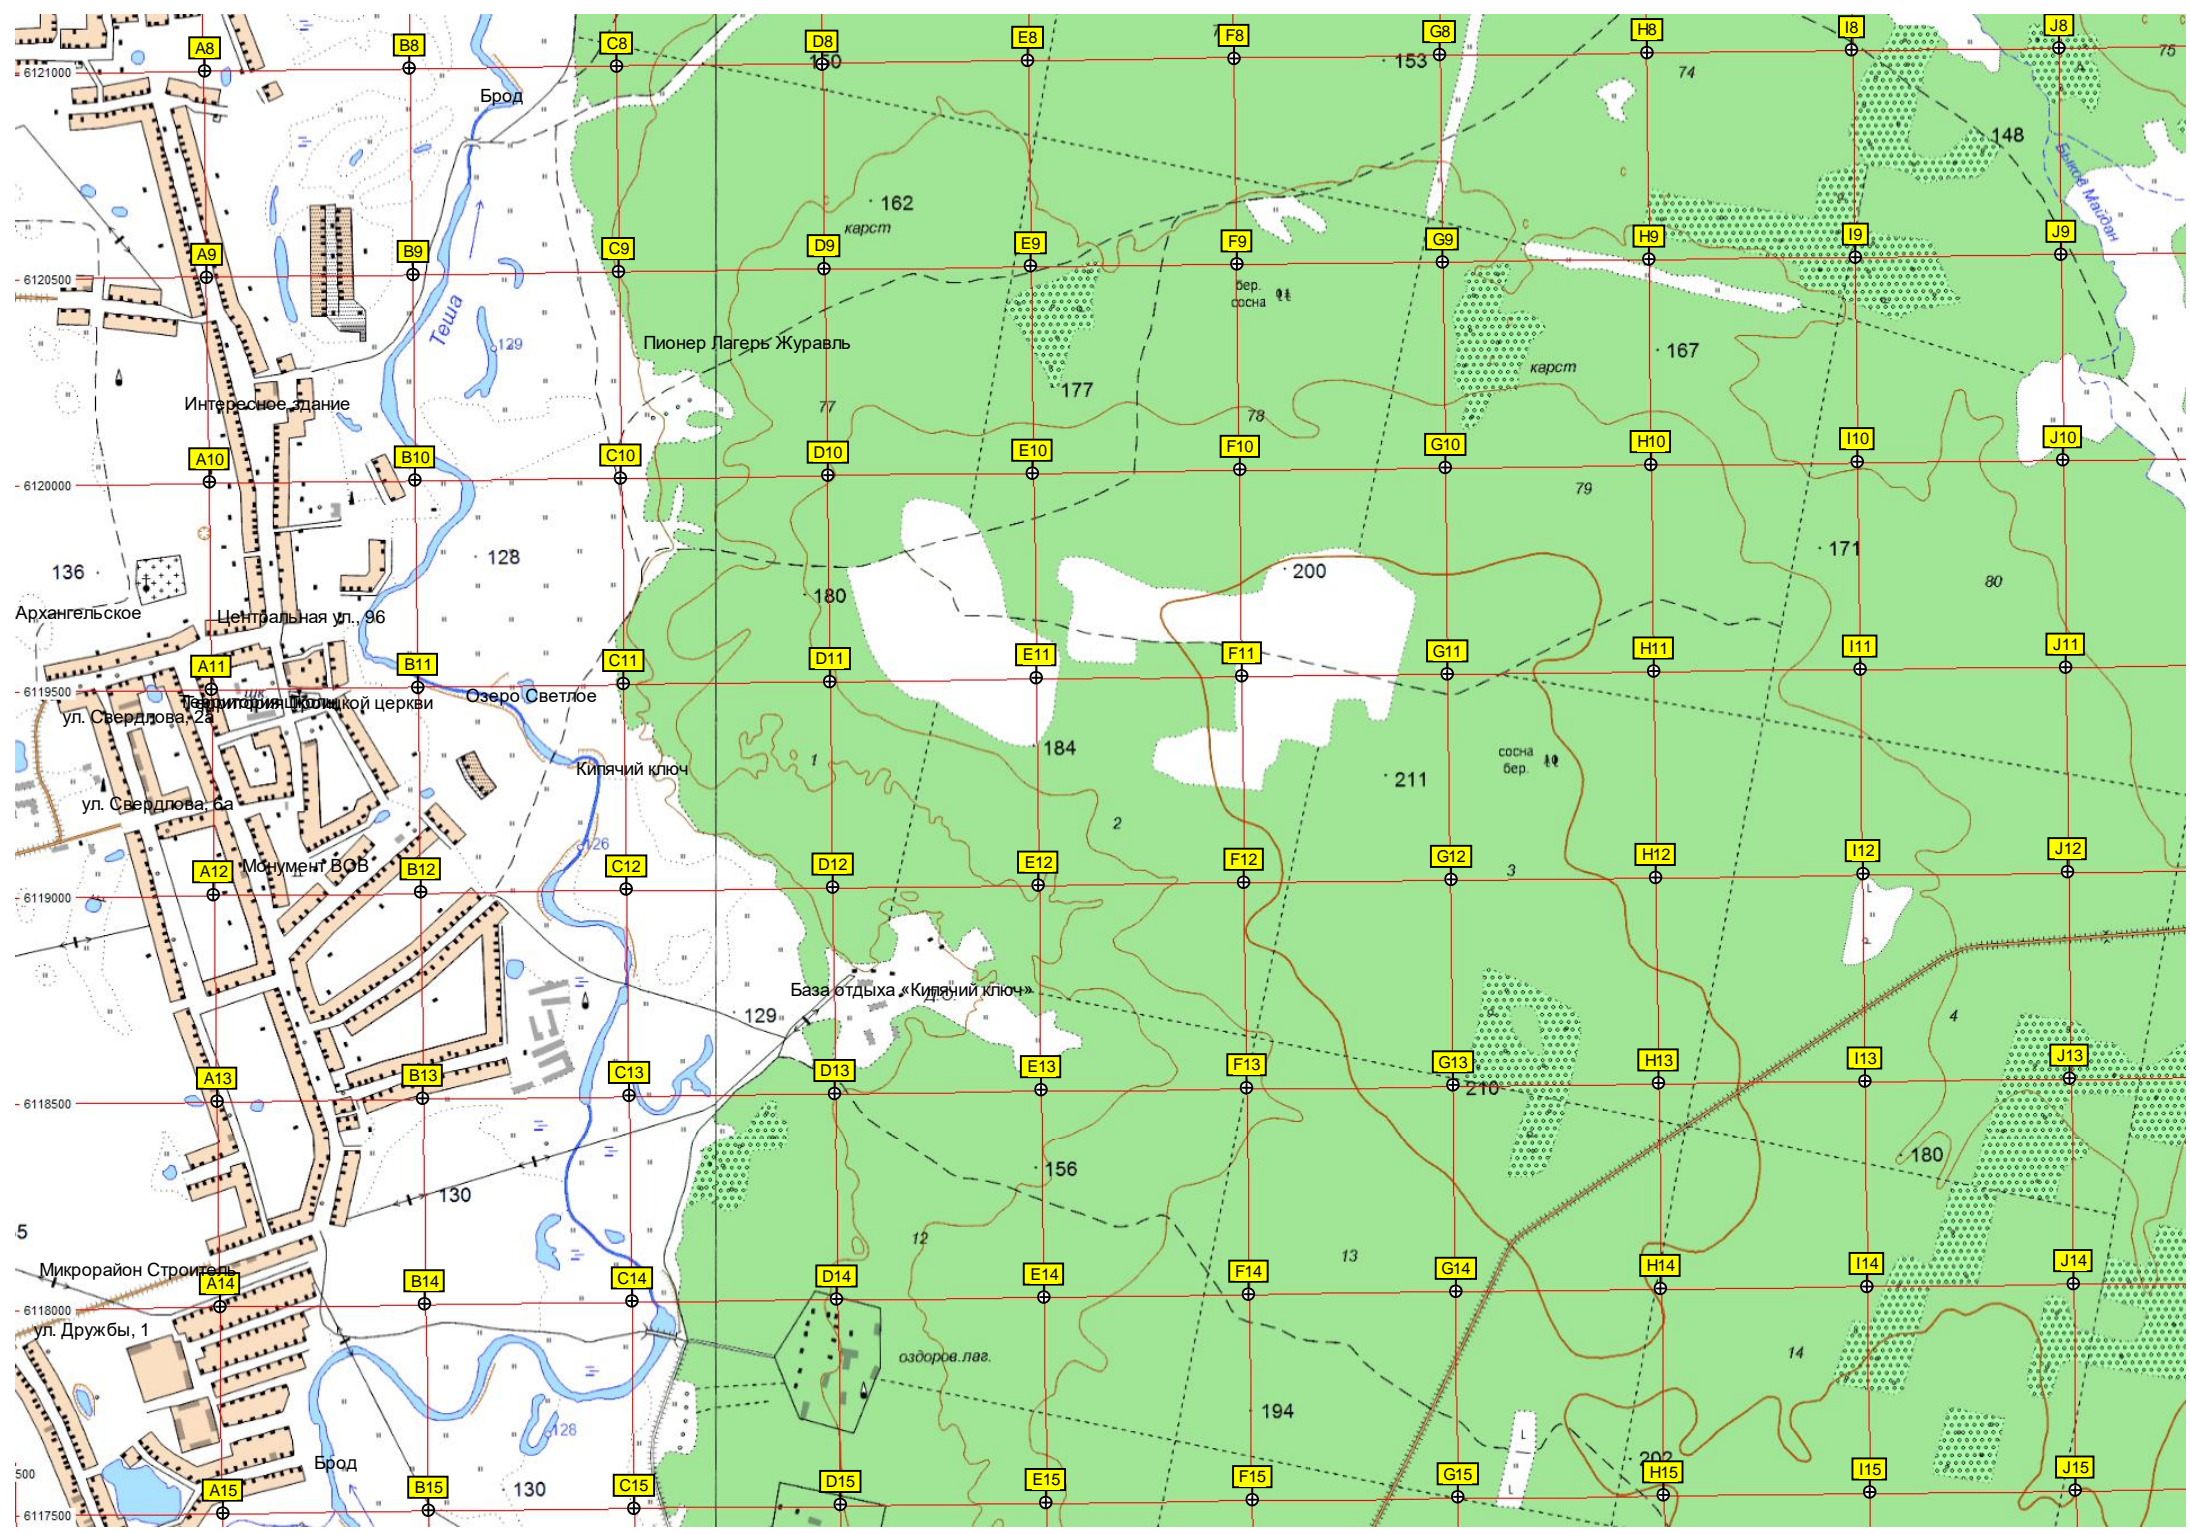 A8 B8 C8 D8 E8 F8 G8 H8 I8 J8
6121000
150
153
74
75
Брод
148
Быков Майдан
162
карст
A9 B9 C9 D9 E9 F9 G9 H9 I9 J9
6120500
бер.
сосна
Теша
129
Пионер Лагерь Журавль
167
карст
177
Интересное здание
77
78
A10 B10 C10 D10 E10 F10 G10 H10 I10 J10
6120000
79
128
171
136
200
80
180
Архангельское
Центральная ул., 96
A11 B11 C11 D11 E11 F11 G11 H11 I11 J11
6119500
шк.
Озеро Светлое
Территория Троицкой церкви
ул. Свердлова, 2а
184
сосна
бер.
1
Кипячий ключ
211
ул. Свердлова, 6а
2
126
Монумент ВОВ
A12 B12 C12 D12 E12 F12 G12 H12 I12 J12
3
6119000
База отдыха «Кипячий ключ»
129
4
A13 B13 C13 D13 E13 F13 G13 H13 I13 J13
210
6118500
180
156
130
5
12
13
Микрорайон Строитель
A14 B14 C14 D14 E14 F14 G14 H14 I14 J14
6118000
ул. Дружбы, 1
оздоров.лаг.
14
194
128
Брод
202
500
A15 B15 C15 D15 E15 F15 G15 H15 I15 J15
130
6117500